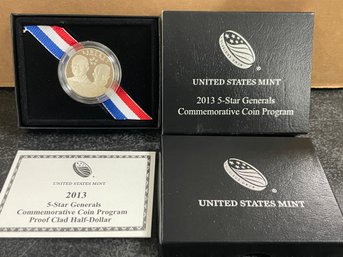 UNITED STATES MINT
2013 5-Star Generals
Commemorative Coin Program
UNITED STATES MINT
2013
5-Star Generals
Commemorative Coin Program
Proof Clad Half-Dollar
UNITED STATES MINT